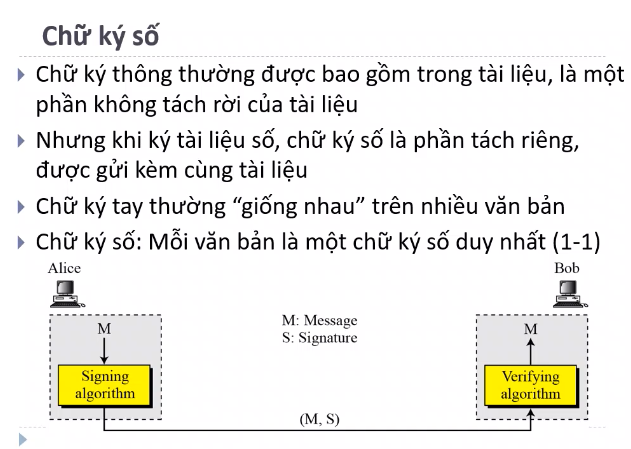 Chữ ký số
Chữ ký thông thường được bao gồm trong tài liệu, là một
phần không tách rời của tài liệu
Nhưng khi ký tài liệu số, chữ ký số là phần tách riêng,
được gửi kèm cùng tài liệu
Chữ ký tay thường “giống nhau” trên nhiều văn bản
Chữ ký số: Mỗi văn bản là một chữ ký số duy nhất (1-1)
Alice
Bob
M
M: Message
S: Signature
M
Signing
algorithm
Verifying
algorithm
(M, S)